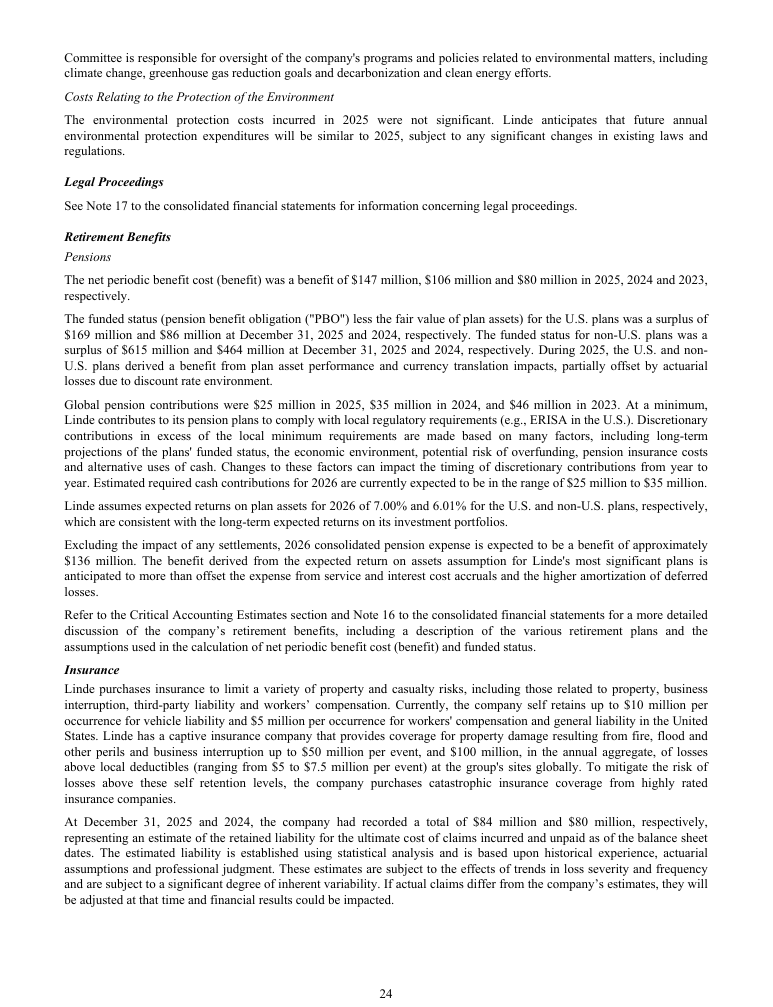 Committee is responsible for oversight of the company's programs and policies related to environmental matters, including
climate change, greenhouse gas reduction goals and decarbonization and clean energy efforts.
Costs Relating to the Protection of the Environment
The environmental protection costs incurred in 2025 were not significant. Linde anticipates that future annual
environmental protection expenditures will be similar to 2025, subject to any significant changes in existing laws and
regulations.
Legal Proceedings
See Note 17 to the consolidated financial statements for information concerning legal proceedings.
Retirement Benefits
Pensions
The net periodic benefit cost (benefit) was a benefit of $147 million, $106 million and $80 million in 2025, 2024 and 2023,
respectively.
The funded status (pension benefit obligation ("PBO") less the fair value of plan assets) for the U.S. plans was a surplus of
$169 million and $86 million at December 31, 2025 and 2024, respectively. The funded status for non-U.S. plans was a
surplus of $615 million and $464 million at December 31, 2025 and 2024, respectively. During 2025, the U.S. and non-
U.S. plans derived a benefit from plan asset performance and currency translation impacts, partially offset by actuarial
losses due to discount rate environment.
Global pension contributions were $25 million in 2025, $35 million in 2024, and $46 million in 2023. At a minimum,
Linde contributes to its pension plans to comply with local regulatory requirements (e.g., ERISA in the U.S.). Discretionary
contributions in excess of the local minimum requirements are made based on many factors, including long-term
projections of the plans' funded status, the economic environment, potential risk of overfunding, pension insurance costs
and alternative uses of cash. Changes to these factors can impact the timing of discretionary contributions from year to
year. Estimated required cash contributions for 2026 are currently expected to be in the range of $25 million to $35 million.
Linde assumes expected returns on plan assets for 2026 of 7.00% and 6.01% for the U.S. and non-U.S. plans, respectively,
which are consistent with the long-term expected returns on its investment portfolios.
Excluding the impact of any settlements, 2026 consolidated pension expense is expected to be a benefit of approximately
$136 million. The benefit derived from the expected return on assets assumption for Linde's most significant plans is
anticipated to more than offset the expense from service and interest cost accruals and the higher amortization of deferred
losses.
Refer to the Critical Accounting Estimates section and Note 16 to the consolidated financial statements for a more detailed
discussion of the company’s retirement benefits, including a description of the various retirement plans and the
assumptions used in the calculation of net periodic benefit cost (benefit) and funded status.
Insurance
Linde purchases insurance to limit a variety of property and casualty risks, including those related to property, business
interruption, third-party liability and workers’ compensation. Currently, the company self retains up to $10 million per
occurrence for vehicle liability and $5 million per occurrence for workers' compensation and general liability in the United
States. Linde has a captive insurance company that provides coverage for property damage resulting from fire, flood and
other perils and business interruption up to $50 million per event, and $100 million, in the annual aggregate, of losses
above local deductibles (ranging from $5 to $7.5 million per event) at the group's sites globally. To mitigate the risk of
losses above these self retention levels, the company purchases catastrophic insurance coverage from highly rated
insurance companies.
At December 31, 2025 and 2024, the company had recorded a total of $84 million and $80 million, respectively,
representing an estimate of the retained liability for the ultimate cost of claims incurred and unpaid as of the balance sheet
dates. The estimated liability is established using statistical analysis and is based upon historical experience, actuarial
assumptions and professional judgment. These estimates are subject to the effects of trends in loss severity and frequency
and are subject to a significant degree of inherent variability. If actual claims differ from the company’s estimates, they will
be adjusted at that time and financial results could be impacted.
24